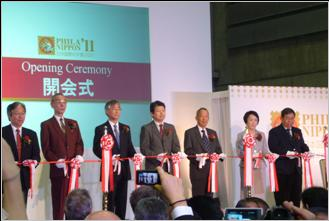 PHILA
NIPPON '11
Opening Ceremony
開会式